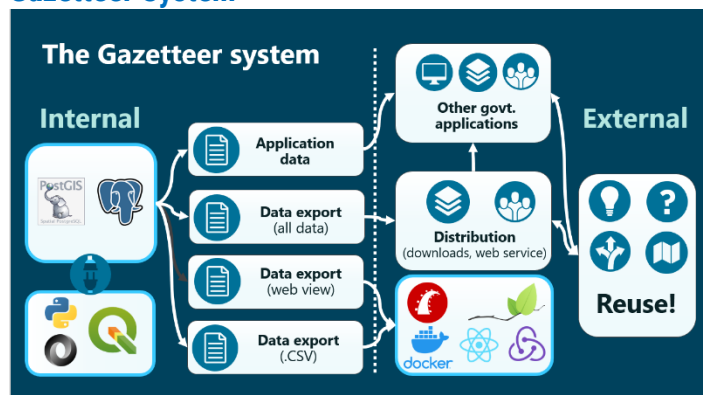 The Gazetteer system
Internal
External
PostGIS
Application
data
Data export
(all data)
Data export
(web view)
Data export
(.CSV)
Other govt.
applications
Distribution
(downloads, web service)
docker
?
Reuse!